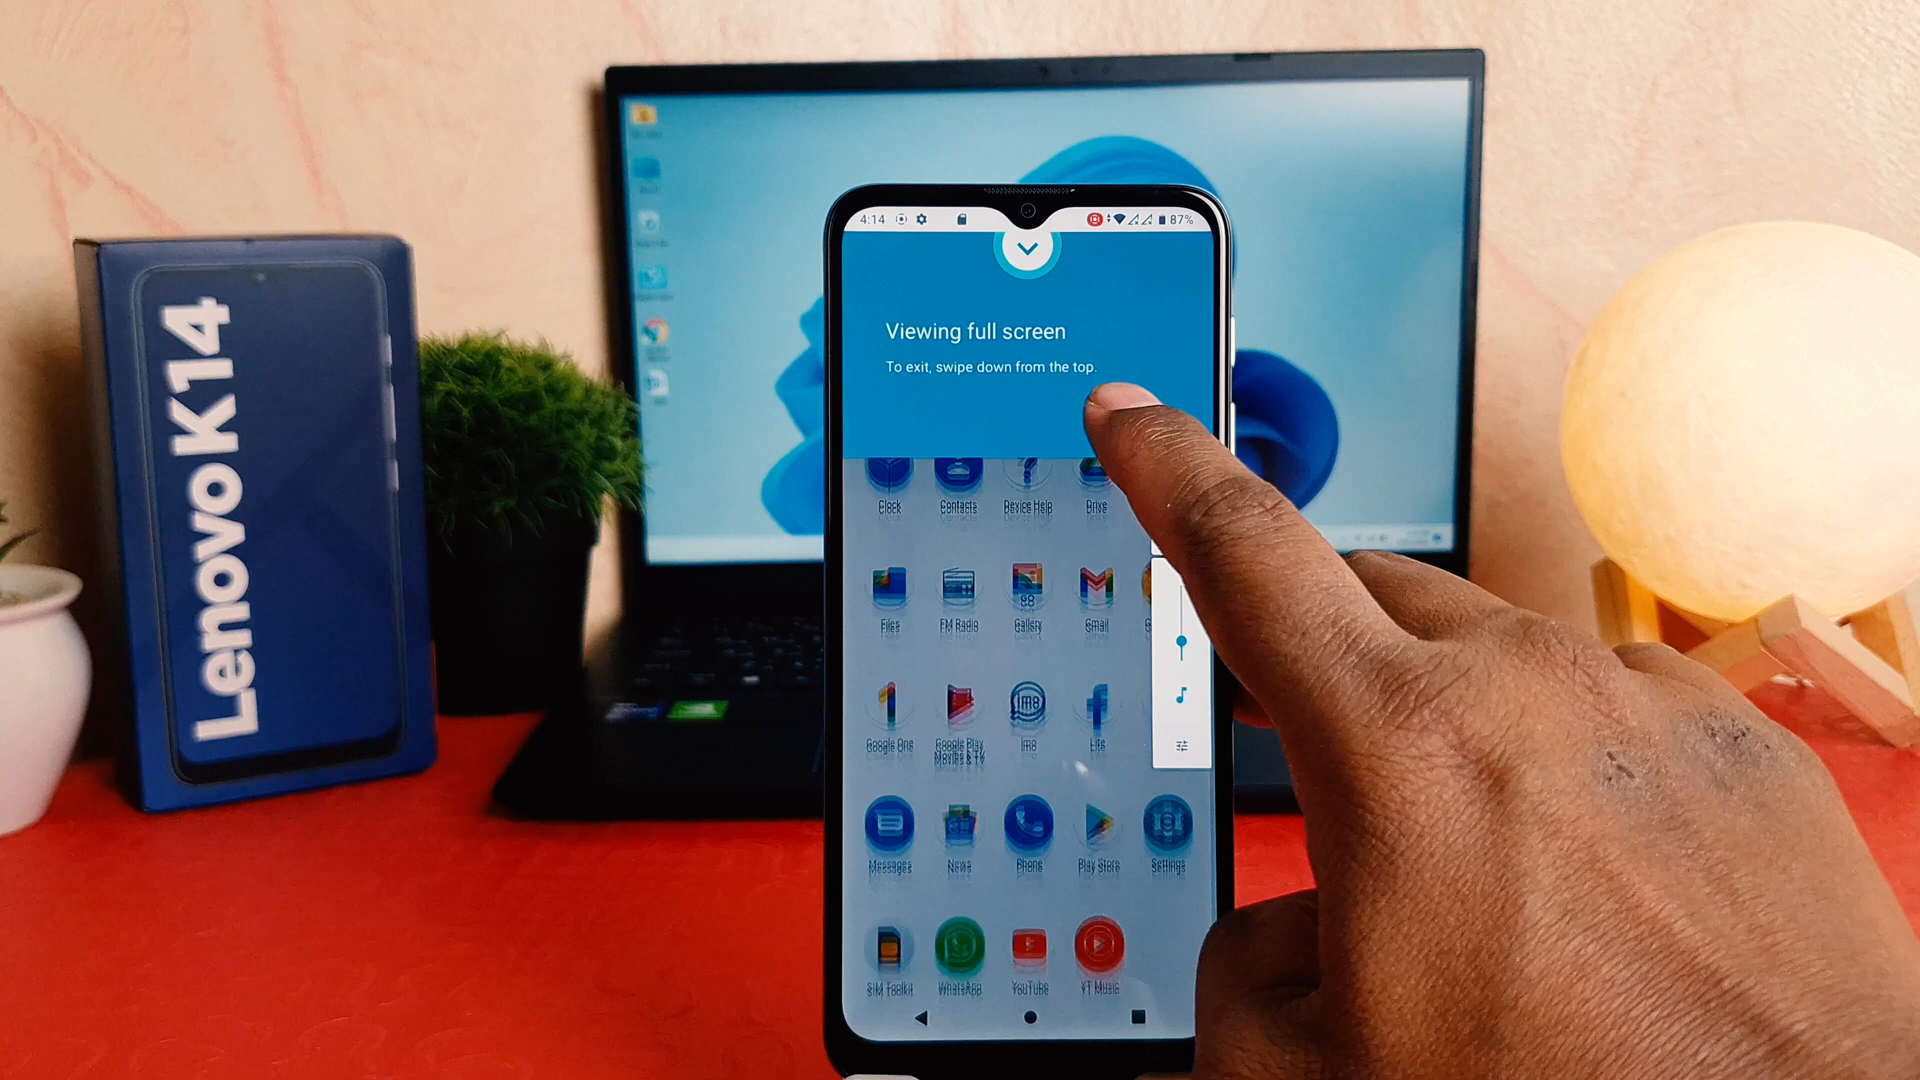 Lenovo K14
4:14
87%
Viewing full screen
To exit, swipe down from the top.
Clock Contacts Device Help Drive
Files FM Radio Gallery Gmail
Google One Google Play Movies & TV im8 Life
Messages News Phone Play Store Settings
SIM Toolkit WhatsApp YouTube YT Music